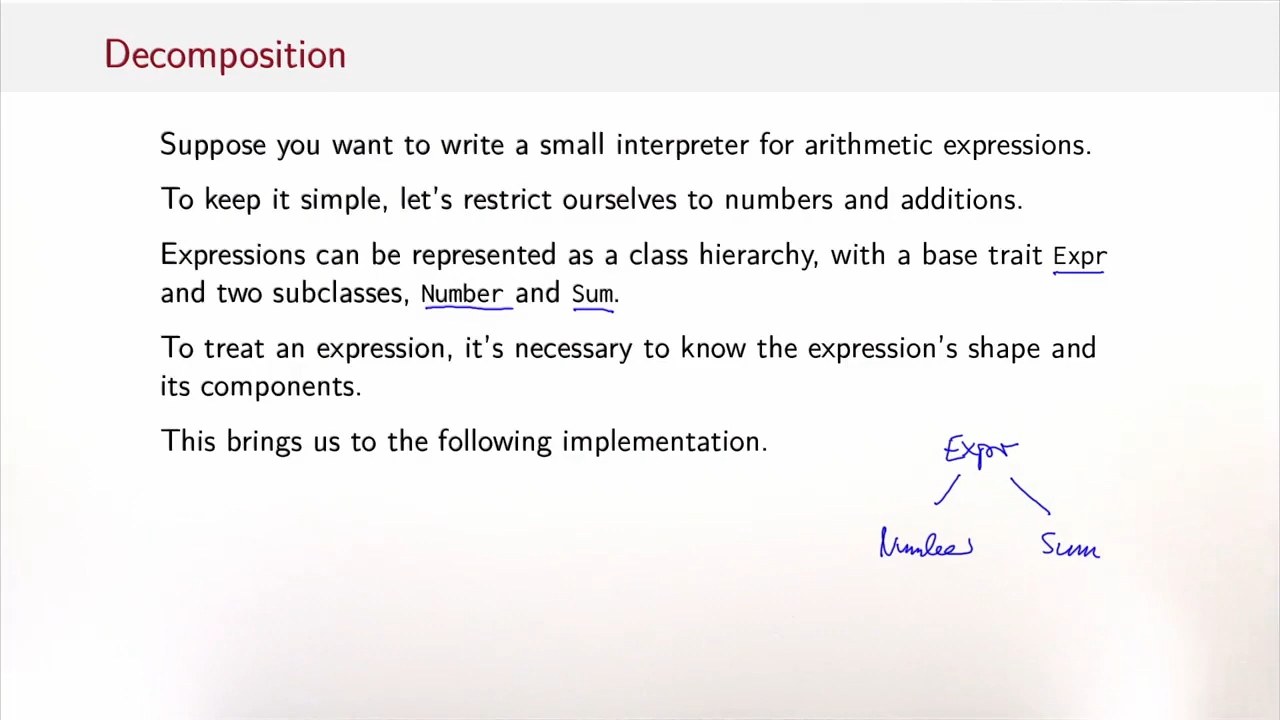 Decomposition
Suppose you want to write a small interpreter for arithmetic expressions.
To keep it simple, let's restrict ourselves to numbers and additions.
Expressions can be represented as a class hierarchy, with a base trait Expr
and two subclasses, Number and Sum.
To treat an expression, it's necessary to know the expression's shape and
its components.
This brings us to the following implementation.
Expr
Number Sum